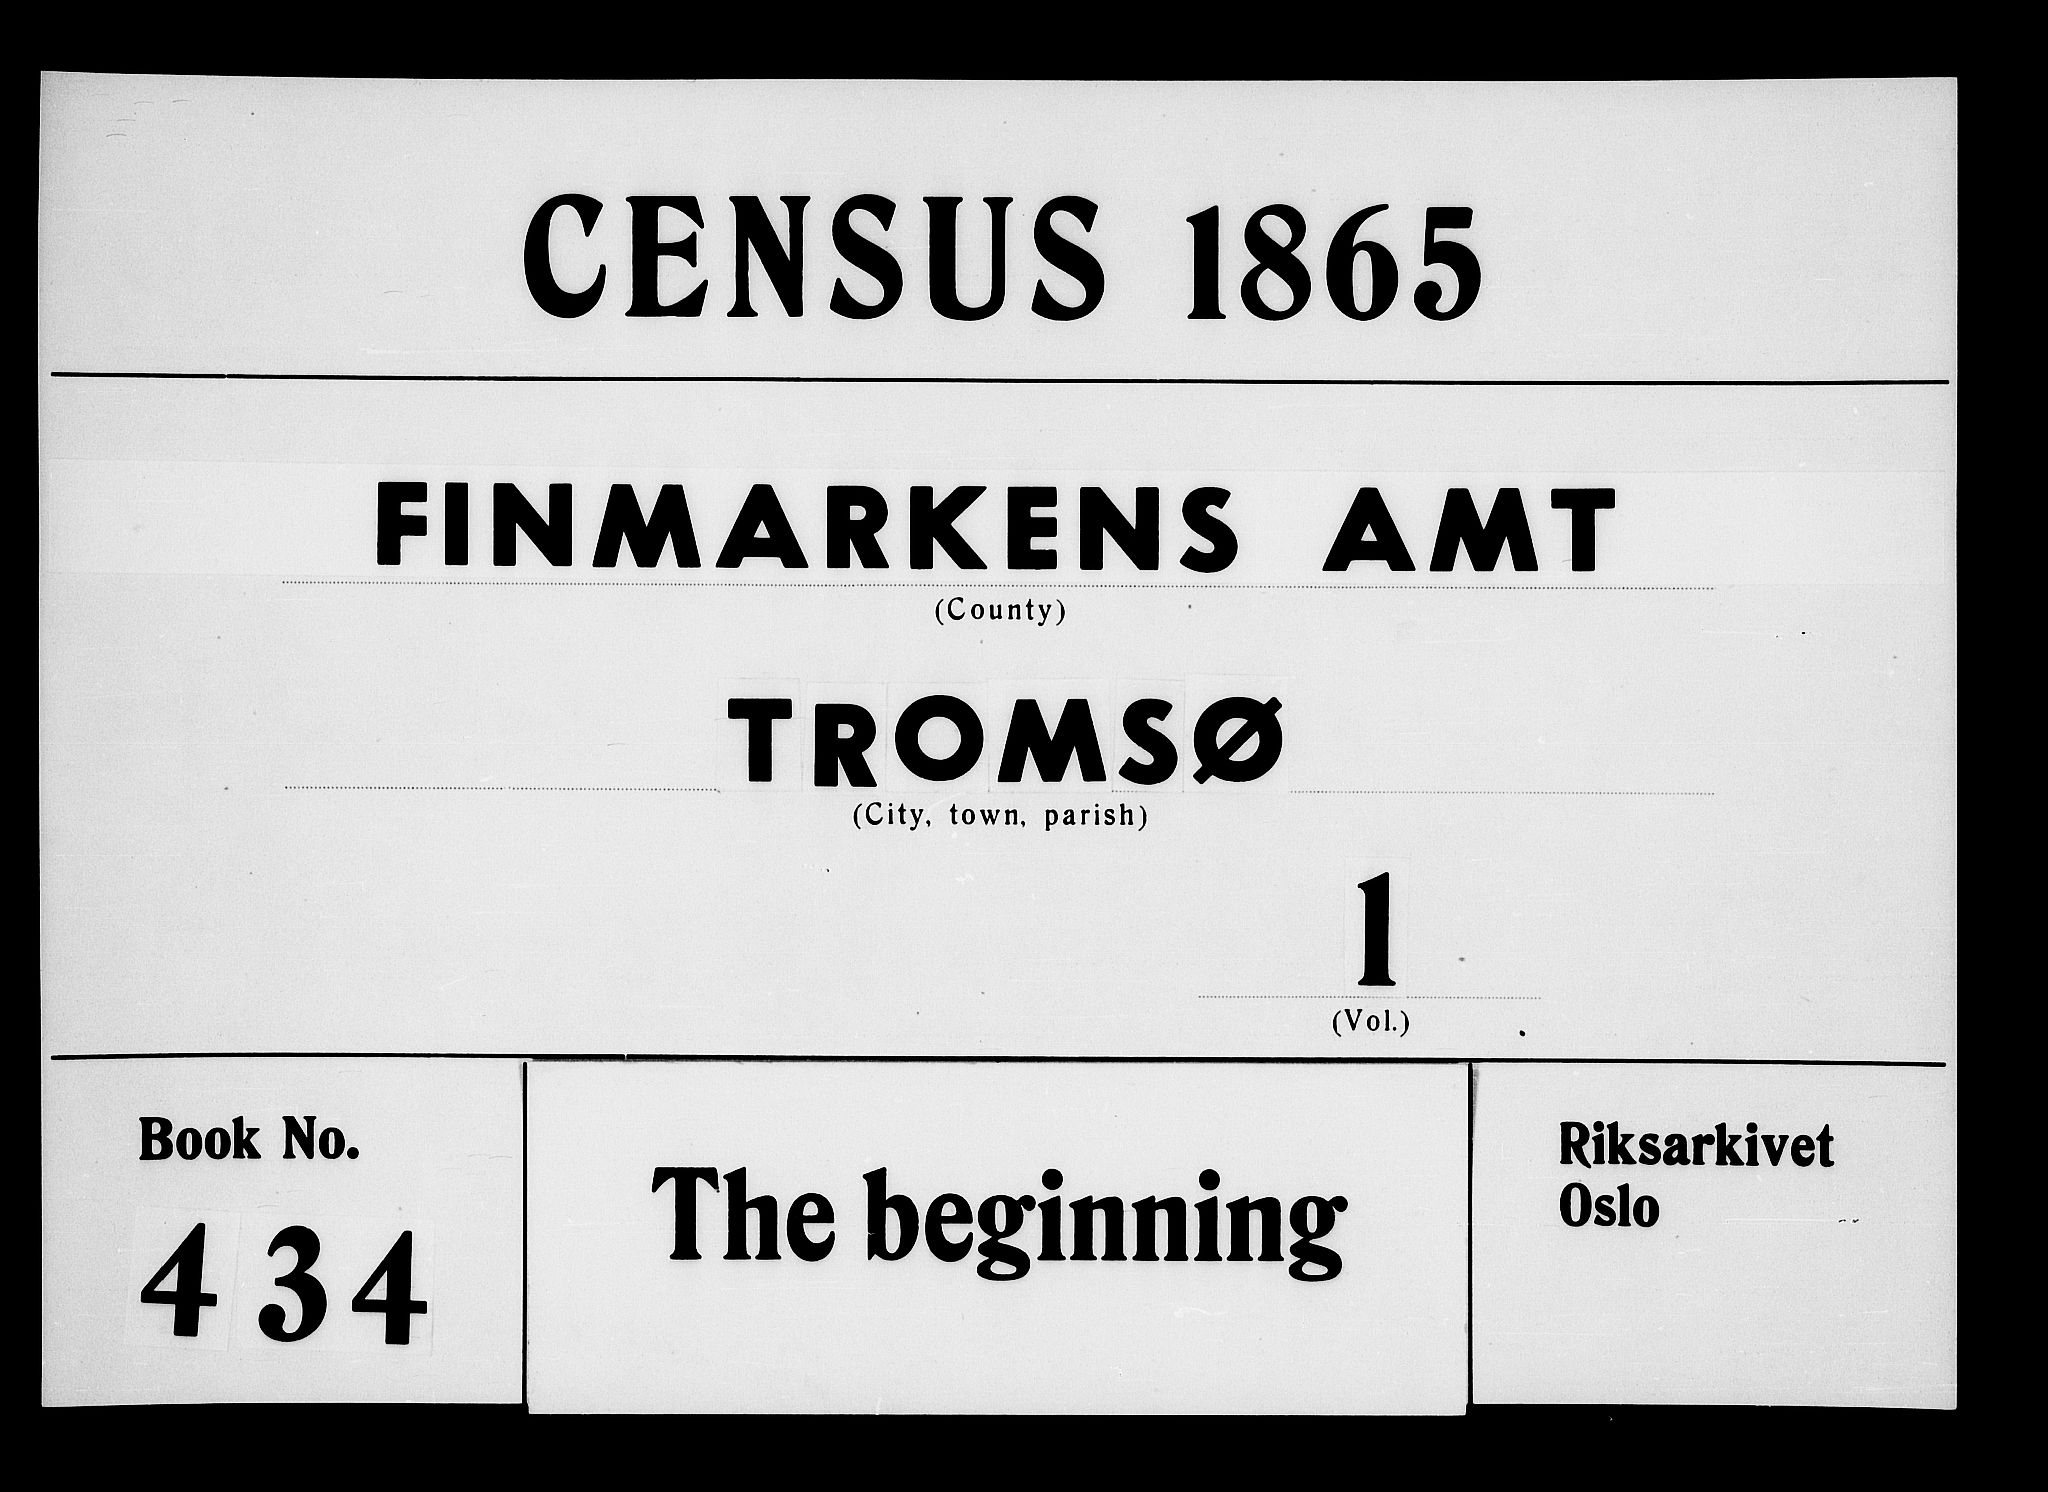 CENSUS 1865
FINMARKENS AMT
(County)
TROMSØ
(City, town, parish)
1
(Vol.)
Book No.
434
The beginning
Riksarkivet
Oslo